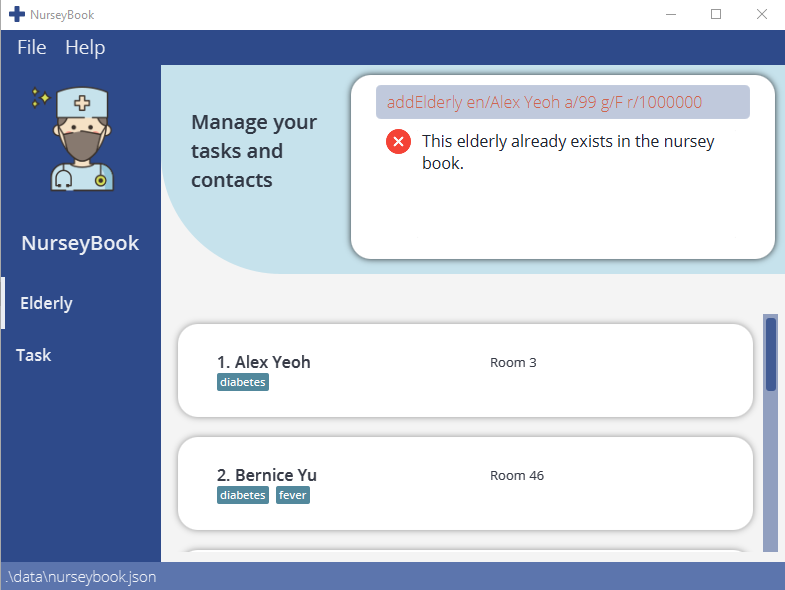 NurseyBook
File Help
Manage your
tasks and
contacts
addElderly en/Alex Yeoh a/99 g/F r/1000000
This elderly already exists in the nursey
book.
NurseyBook
Elderly
Task
1. Alex Yeoh Room 3
diabetes
2. Bernice Yu Room 46
diabetes fever
.\data\nurseybook.json